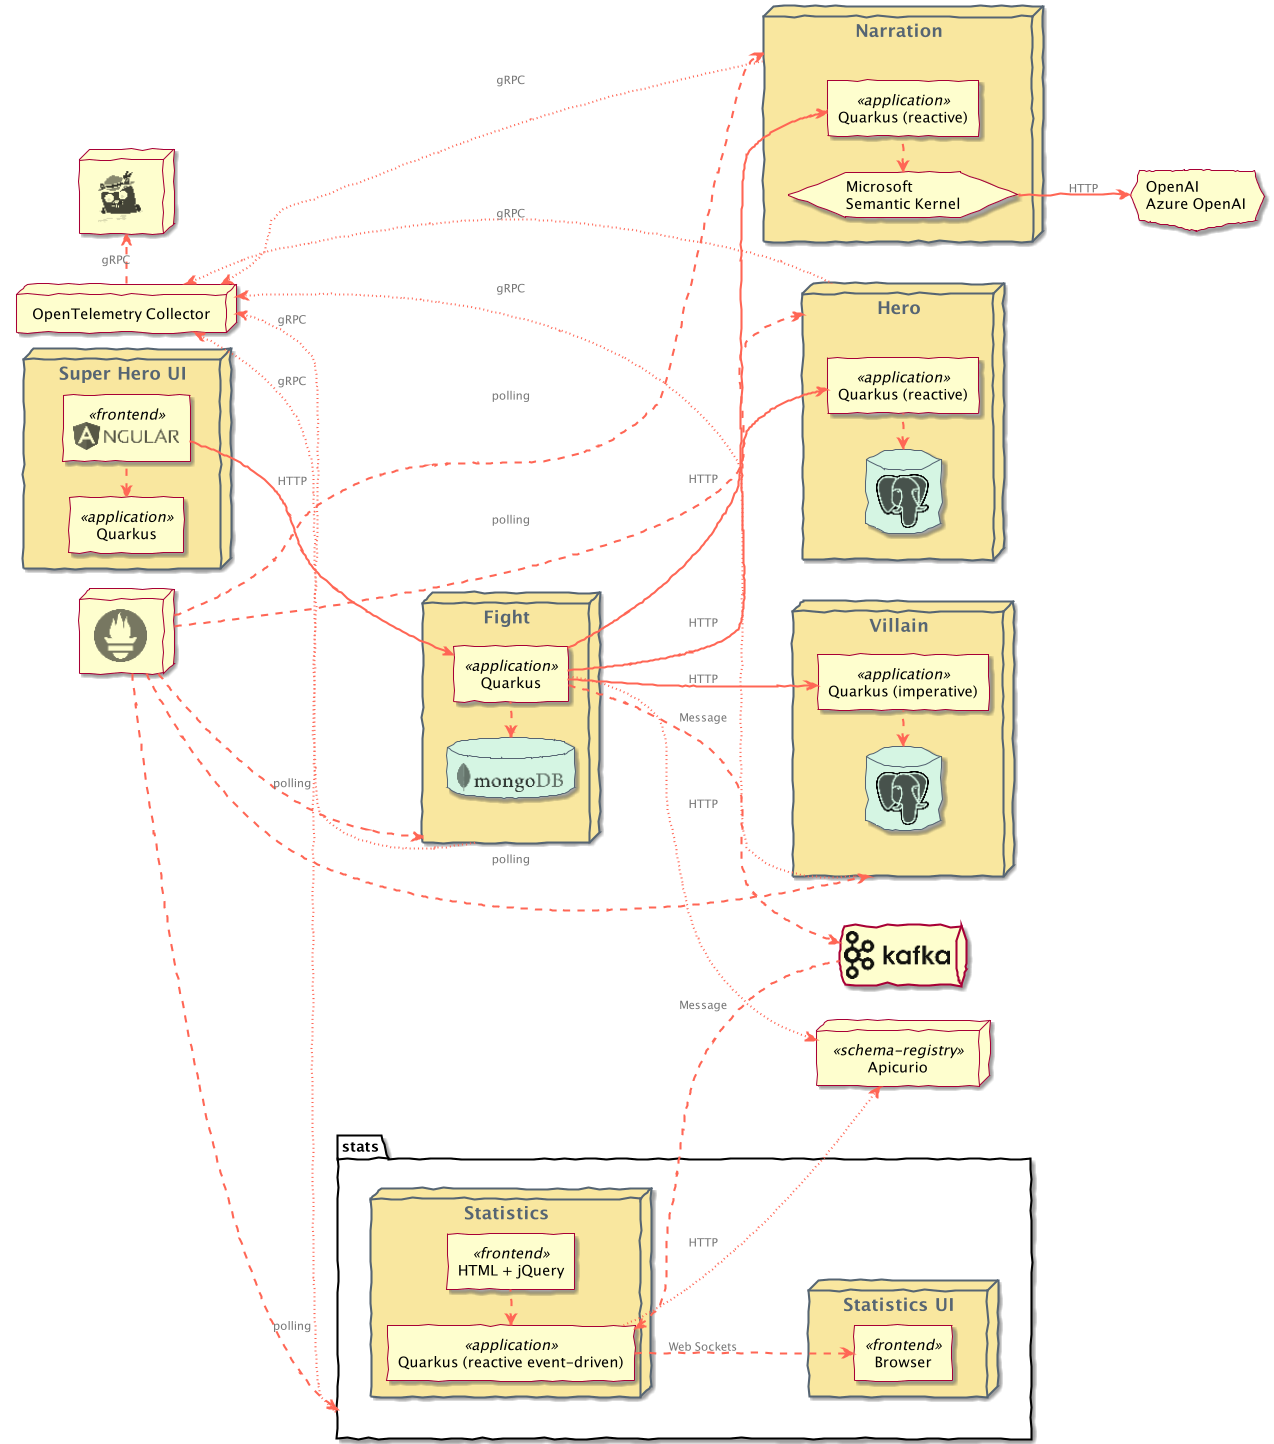 Narration
«application»
Quarkus (reactive)
Microsoft
Semantic Kernel
HTTP
OpenAI
Azure OpenAI
gRPC
gRPC
gRPC
gRPC
OpenTelemetry Collector
gRPC
gRPC
Super Hero UI
«frontend»
ANGULAR
HTTP
«application»
Quarkus
Hero
«application»
Quarkus (reactive)
polling
HTTP
polling
Fight
«application»
Quarkus
mongoDB
HTTP
HTTP
Message
Villain
«application»
Quarkus (imperative)
polling
HTTP
polling
kafka
Message
«schema-registry»
Apicurio
stats
Statistics
«frontend»
HTML + jQuery
HTTP
polling
«application»
Quarkus (reactive event-driven)
Web Sockets
Statistics UI
«frontend»
Browser